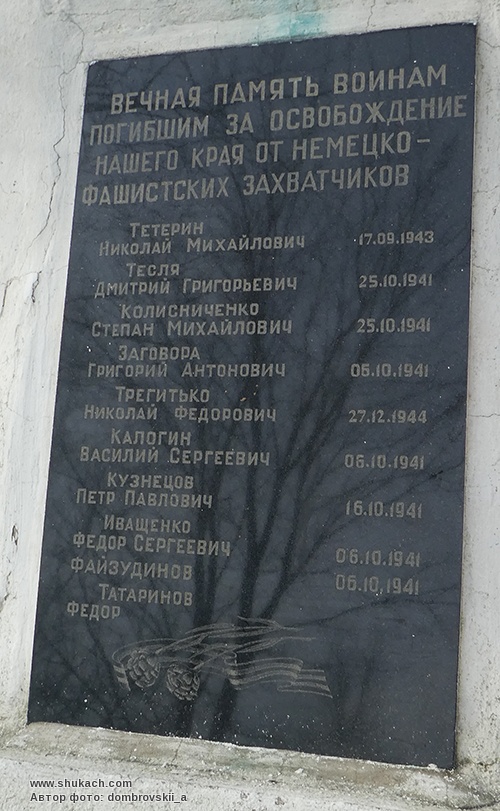 ВЕЧНАЯ ПАМЯТЬ ВОИНАМ
ПОГИБШИМ ЗА ОСВОБОЖДЕНИЕ
НАШЕГО КРАЯ ОТ НЕМЕЦКО-
ФАШИСТСКИХ ЗАХВАТЧИКОВ
ТЕТЕРИН
НИКОЛАЙ МИХАЙЛОВИЧ 17.09.1943
ТЕСЛЯ
ДМИТРИЙ ГРИГОРЬЕВИЧ 25.10.1941
КОЛИСНИЧЕНКО
СТЕПАН МИХАЙЛОВИЧ 25.10.1941
ЗАГОВОРА
ГРИГОРИЙ АНТОНОВИЧ 06.10.1941
ТРЕГИТЬКО
НИКОЛАЙ ФЕДОРОВИЧ 27.12.1944
КАЛОГИН
ВАСИЛИЙ СЕРГЕЕВИЧ 06.10.1941
КУЗНЕЦОВ
ПЕТР ПАВЛОВИЧ 16.10.1941
ИВАЩЕНКО
ФЕДОР СЕРГЕЕВИЧ 06.10.1941
ФАЙЗУДИНОВ 06.10.1941
ТАТАРИНОВ
ФЕДОР
www.shukach.com
Автор фото: dombrovskii_a